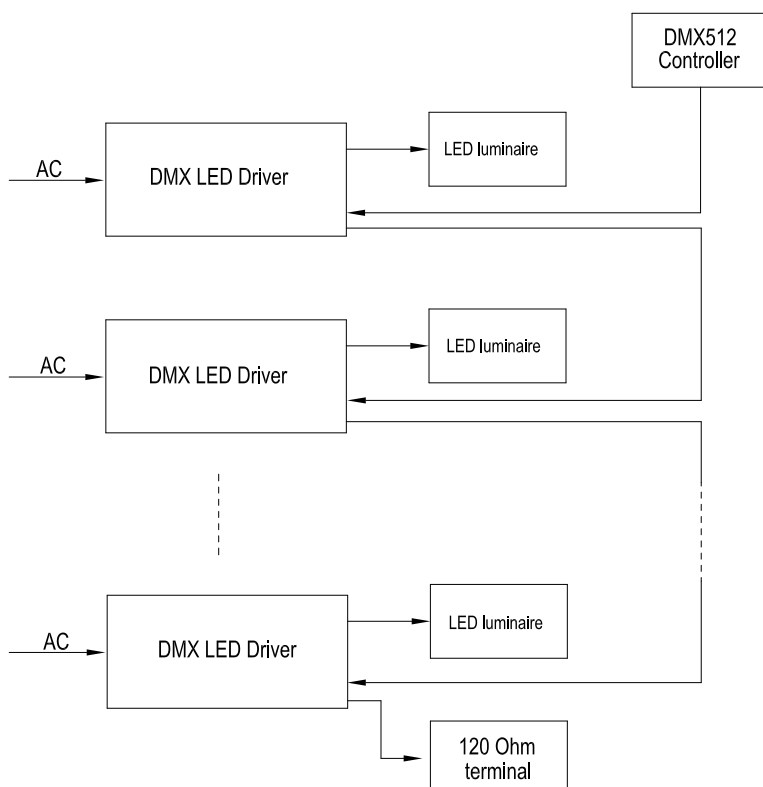 DMX512
Controller
LED luminaire
AC
DMX LED Driver
LED luminaire
AC
DMX LED Driver
LED luminaire
AC
DMX LED Driver
120 Ohm
terminal